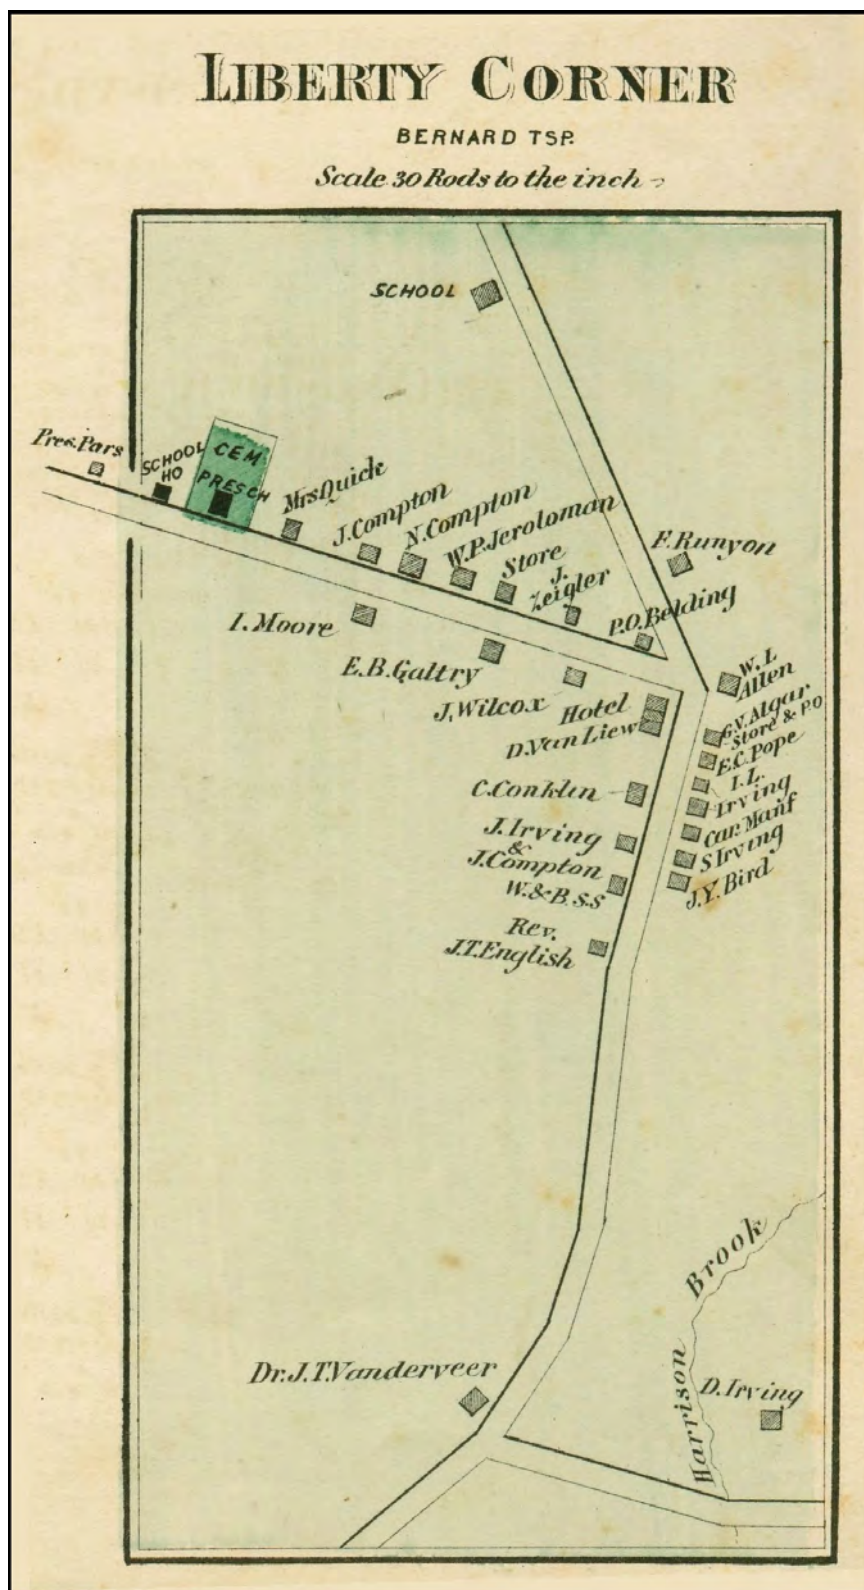 LIBERTY CORNER
BERNARD TSP.
Scale 30 Rods to the inch
SCHOOL
Pres. Pars
SCHOOL
HO
CEM
PRES CH
Mrs Quick
J. Compton
N. Compton
W.P. Jeroloman
Store
J.
Zeigler
P.O. Belding
F. Runyon
I. Moore
E.B. Galtry
J. Wilcox
Hotel
D. Van Liew
W. L
Allen
G.V. Algar
Store & P.O
E.C. Pope
I. L.
Irving
Car. Manf
S Irving
J.Y. Bird
C. Conklin
J. Irving
&
J. Compton
W. & B. S.S
Rev.
J.T. English
Harrison Brook
Dr. J.T. Vanderveer
D. Irving